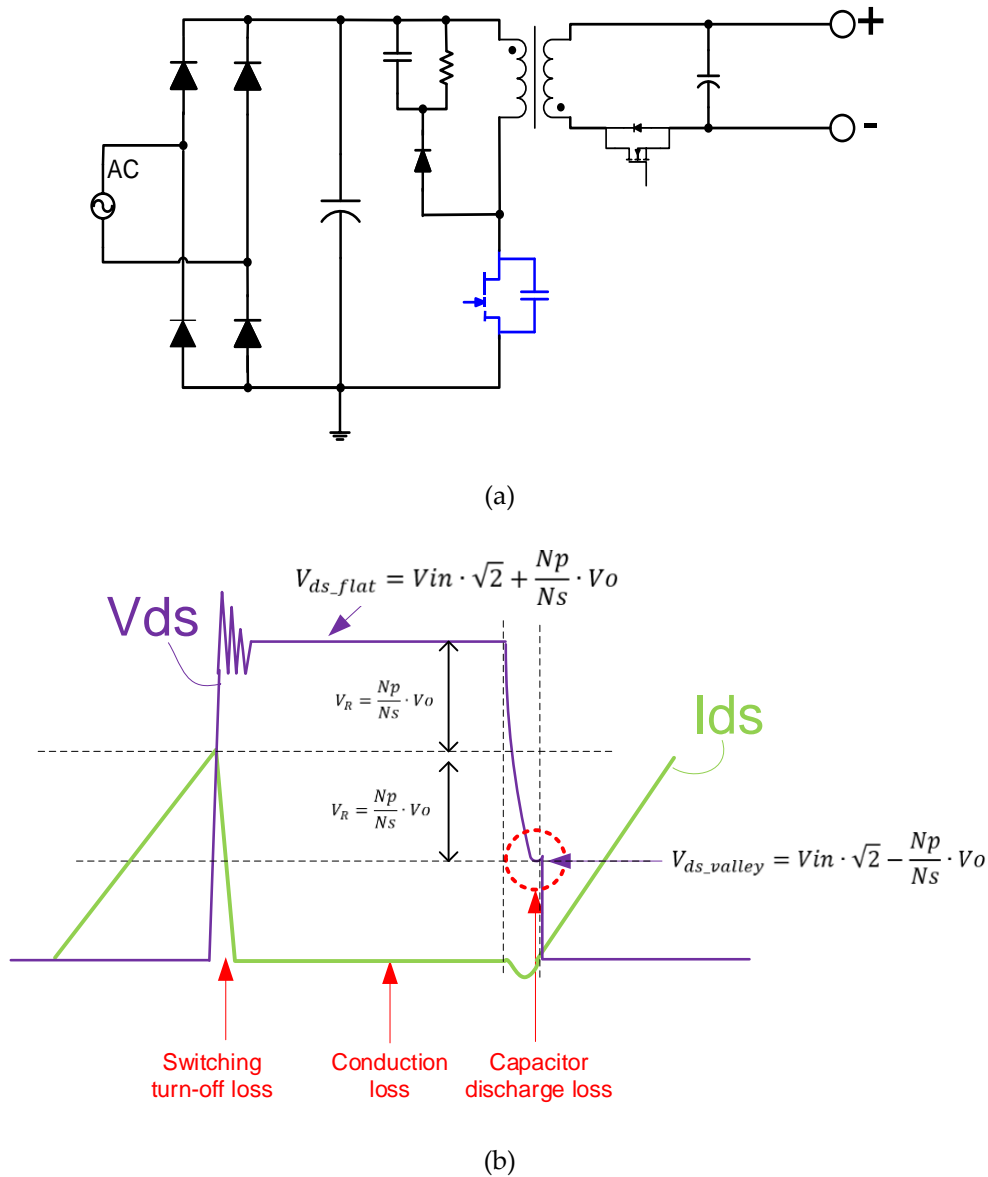 +
AC
-
(a)
V_{ds_flat} = Vin · √2 + Np/Ns · Vo
Vds
V_R = Np/Ns · Vo
Ids
V_R = Np/Ns · Vo
V_{ds_valley} = Vin · √2 − Np/Ns · Vo
Switching
turn-off loss
Conduction
loss
Capacitor
discharge loss
(b)